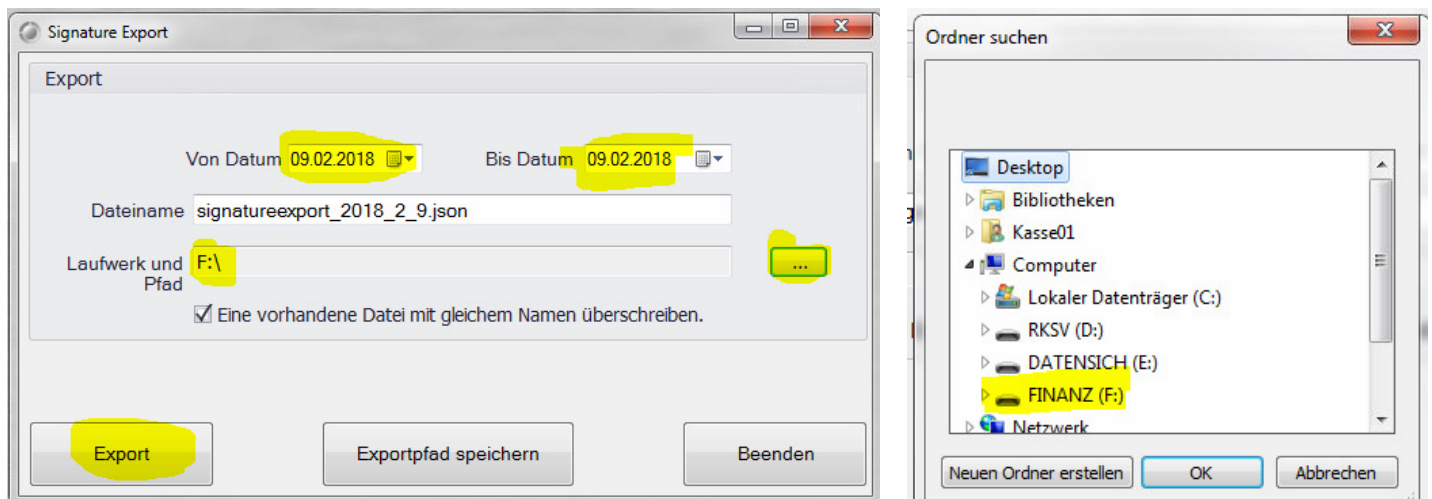 Signature Export
Export
Von Datum 09.02.2018 Bis Datum 09.02.2018
Dateiname signatureexport_2018_2_9.json
Laufwerk und Pfad F:\ ...
Eine vorhandene Datei mit gleichem Namen überschreiben.
Export Exportpfad speichern Beenden
Ordner suchen
Desktop
Bibliotheken
Kasse01
Computer
Lokaler Datenträger (C:)
RKSV (D:)
DATENSICH (E:)
FINANZ (F:)
Netzwerk
Neuen Ordner erstellen OK Abbrechen